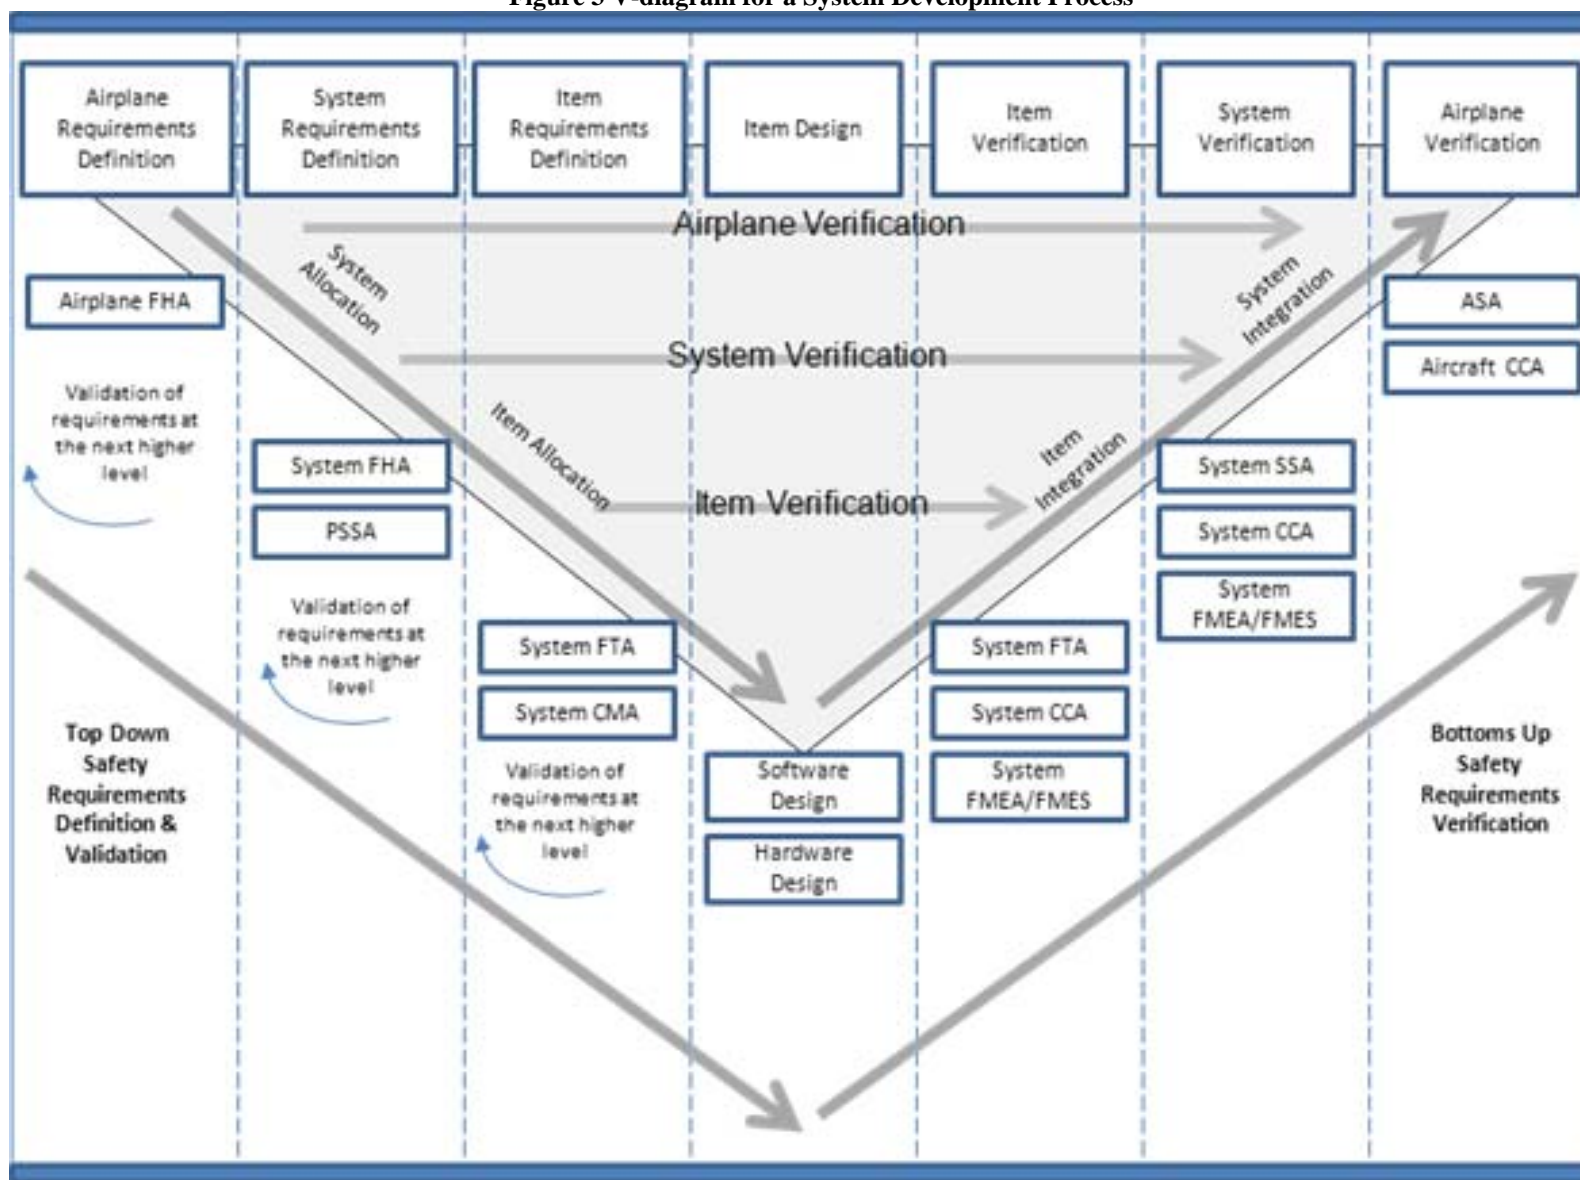 Figure 3 V-diagram for a System Development Process
Airplane
Requirements
Definition
System
Requirements
Definition
Item
Requirements
Definition
Item Design
Item
Verification
System
Verification
Airplane
Verification
Airplane Verification
System
Allocation
System
Integration
Airplane FHA
ASA
Aircraft CCA
System Verification
Validation of
requirements at
the next higher
level
Item Allocation
Item
Integration
System FHA
PSSA
Item Verification
System SSA
System CCA
System
FMEA/FMES
Validation of
requirements at
the next higher
level
System FTA
System CMA
System FTA
System CCA
System
FMEA/FMES
Top Down
Safety
Requirements
Definition &
Validation
Validation of
requirements at
the next higher
level
Software
Design
Hardware
Design
Bottoms Up
Safety
Requirements
Verification